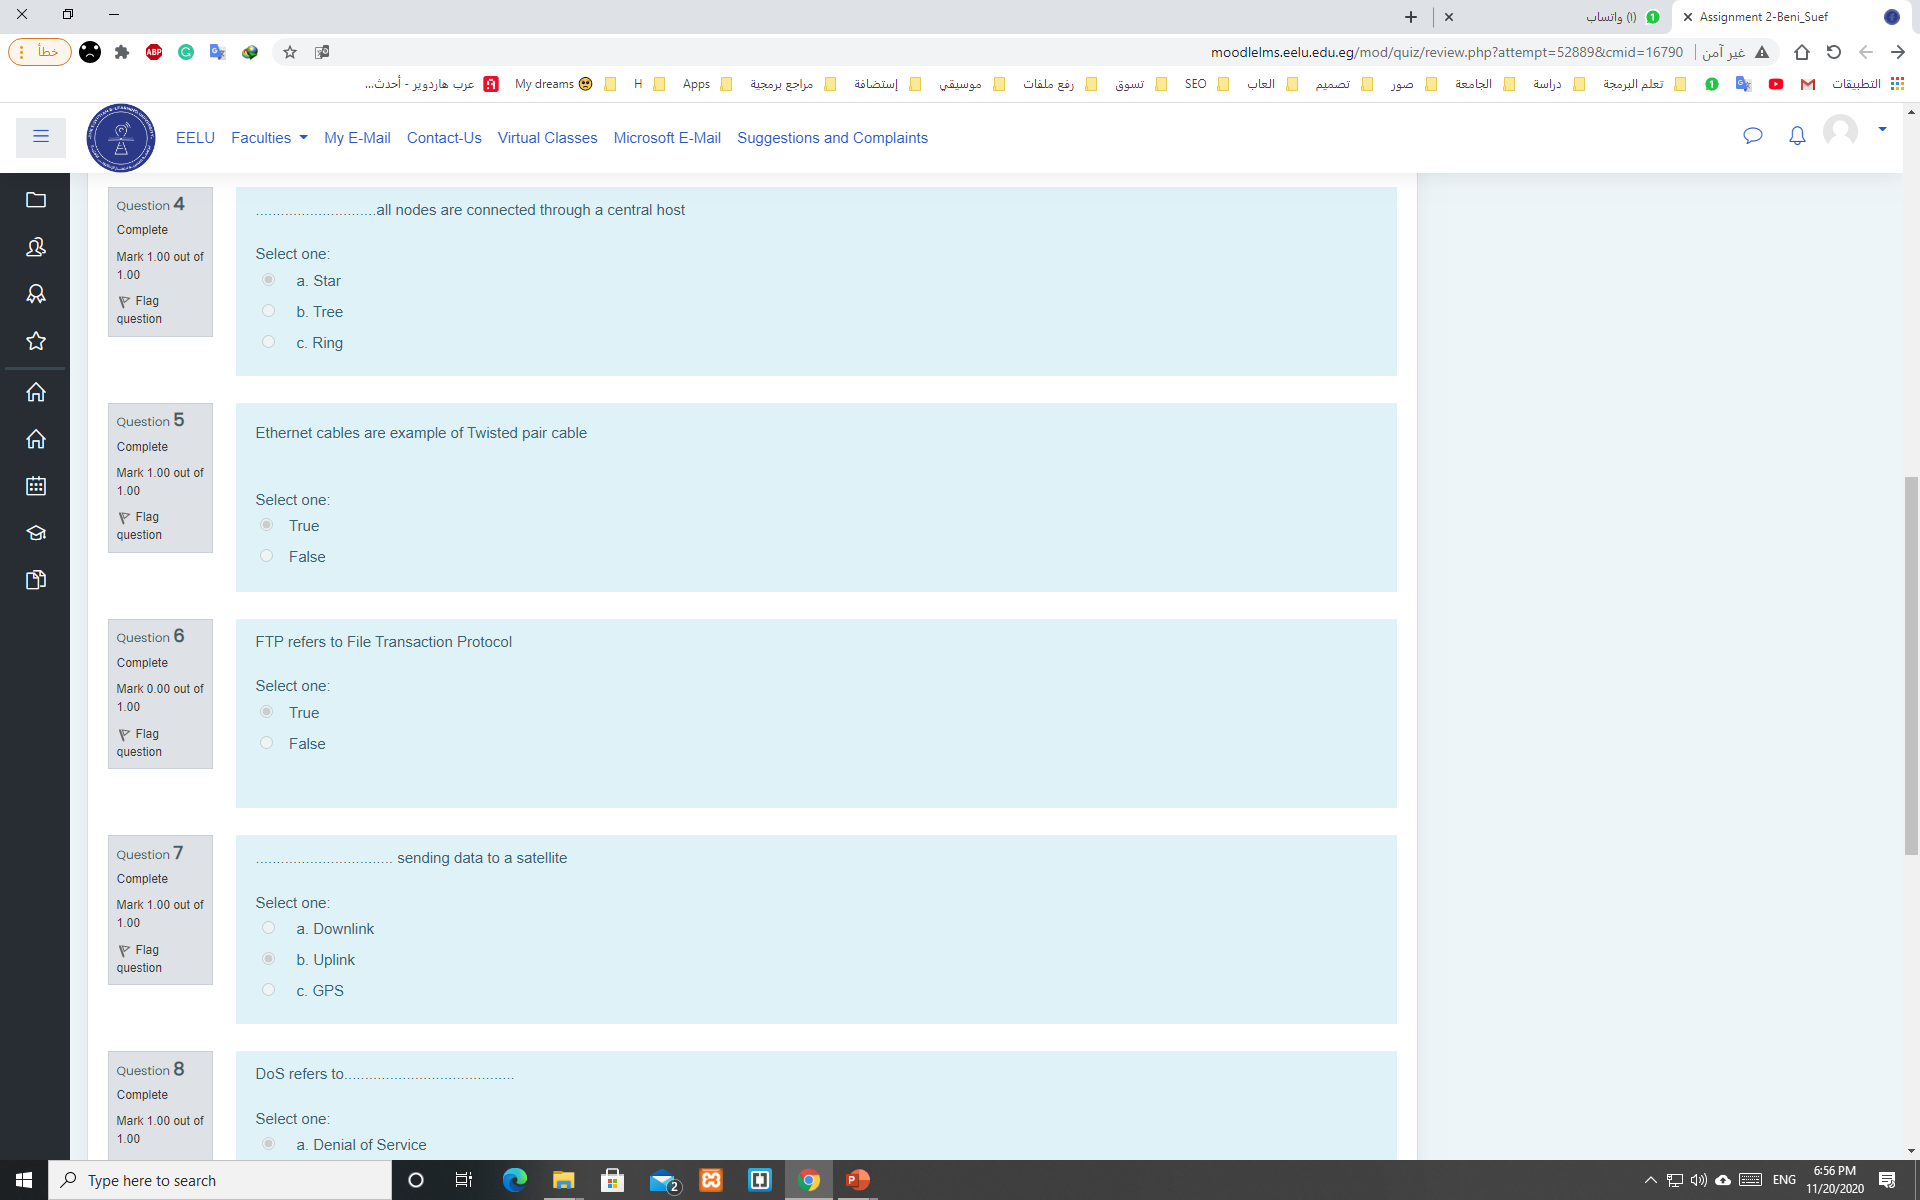 (١) واتساب
Assignment 2-Beni_Suef
خطأ
moodlelms.eelu.edu.eg/mod/quiz/review.php?attempt=52889&cmid=16790
غير آمن
التطبيقات
تعلم البرمجة
دراسة
الجامعة
صور
تصميم
العاب
SEO
تسوق
رفع ملفات
موسيقي
إستضافة
مراجع برمجية
Apps
H
My dreams
عرب هاردوير - أحدث...
EELU Faculties My E-Mail Contact-Us Virtual Classes Microsoft E-Mail Suggestions and Complaints
Question 4
Complete
Mark 1.00 out of
1.00
Flag
question
.............................all nodes are connected through a central host
Select one:
a. Star
b. Tree
c. Ring
Question 5
Complete
Mark 1.00 out of
1.00
Flag
question
Ethernet cables are example of Twisted pair cable
Select one:
True
False
Question 6
Complete
Mark 0.00 out of
1.00
Flag
question
FTP refers to File Transaction Protocol
Select one:
True
False
Question 7
Complete
Mark 1.00 out of
1.00
Flag
question
................................. sending data to a satellite
Select one:
a. Downlink
b. Uplink
c. GPS
Question 8
Complete
Mark 1.00 out of
1.00
DoS refers to.........................................
Select one:
a. Denial of Service
Type here to search
2
ENG
6:56 PM
11/20/2020